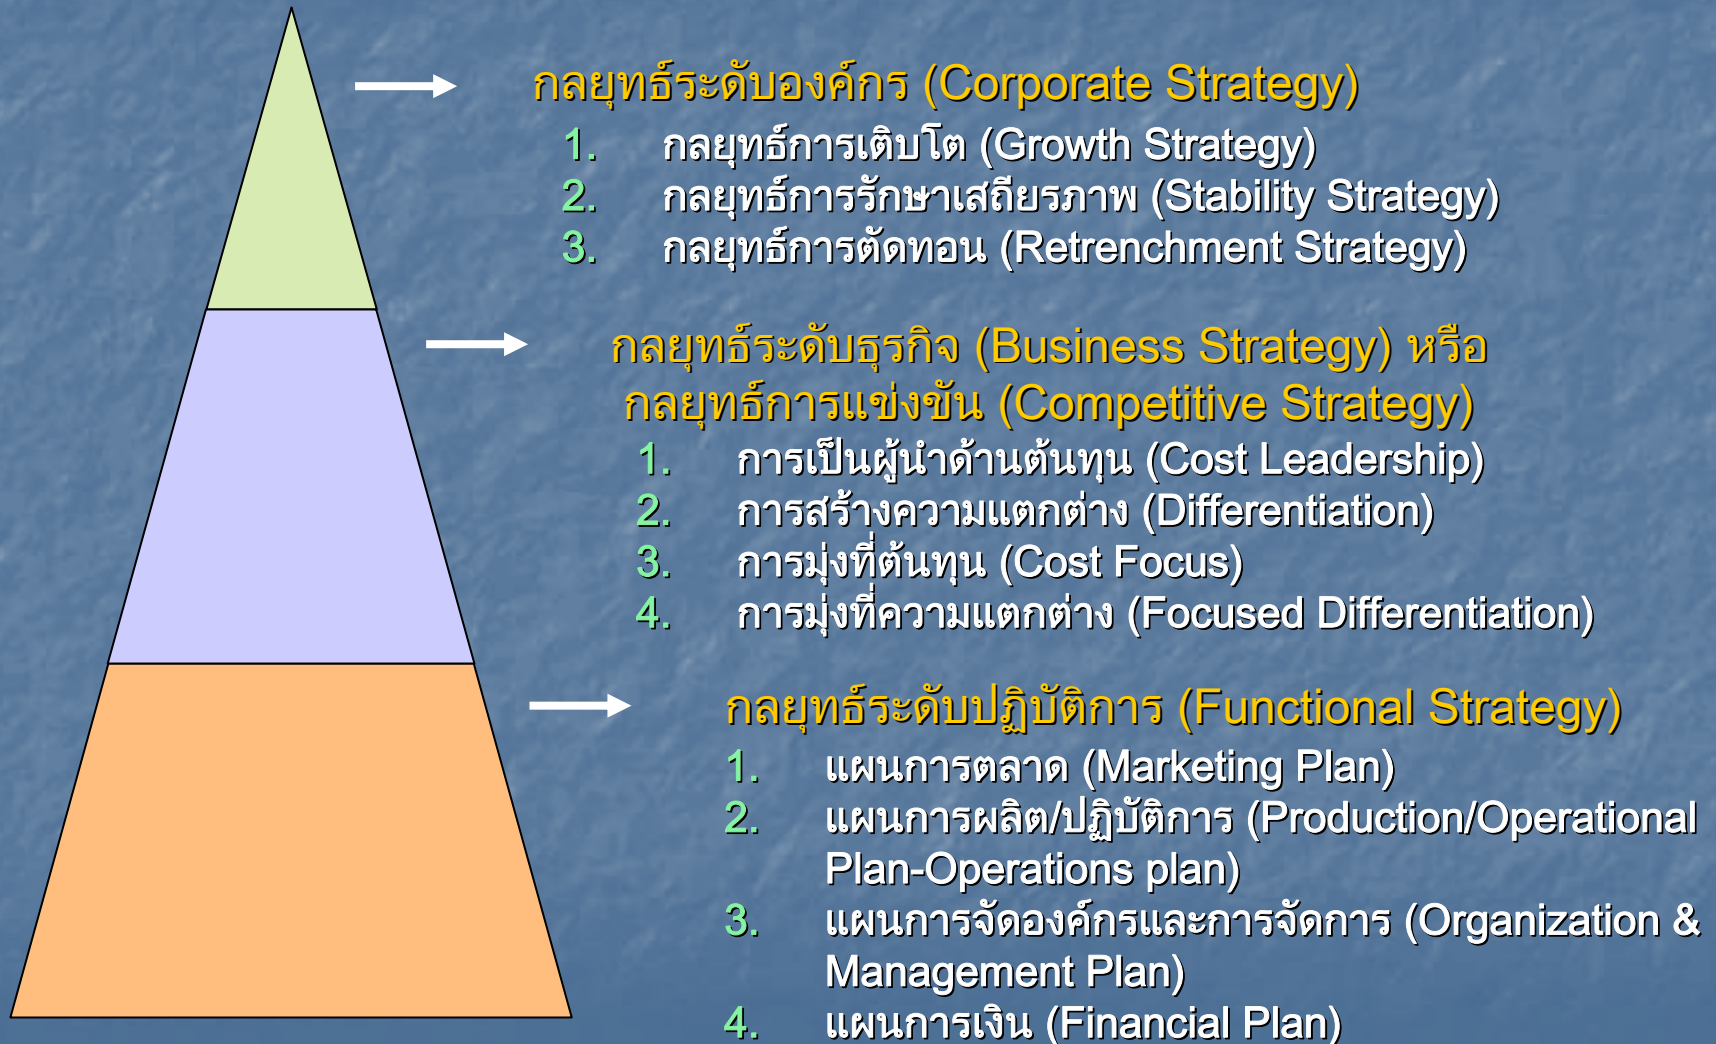 กลยุทธ์ระดับองค์กร (Corporate Strategy)
1. กลยุทธ์การเติบโต (Growth Strategy)
2. กลยุทธ์การรักษาเสถียรภาพ (Stability Strategy)
3. กลยุทธ์การตัดทอน (Retrenchment Strategy)
กลยุทธ์ระดับธุรกิจ (Business Strategy) หรือ
กลยุทธ์การแข่งขัน (Competitive Strategy)
1. การเป็นผู้นำด้านต้นทุน (Cost Leadership)
2. การสร้างความแตกต่าง (Differentiation)
3. การมุ่งที่ต้นทุน (Cost Focus)
4. การมุ่งที่ความแตกต่าง (Focused Differentiation)
กลยุทธ์ระดับปฏิบัติการ (Functional Strategy)
1. แผนการตลาด (Marketing Plan)
2. แผนการผลิต/ปฏิบัติการ (Production/Operational
Plan-Operations plan)
3. แผนการจัดองค์กรและการจัดการ (Organization &
Management Plan)
4. แผนการเงิน (Financial Plan)